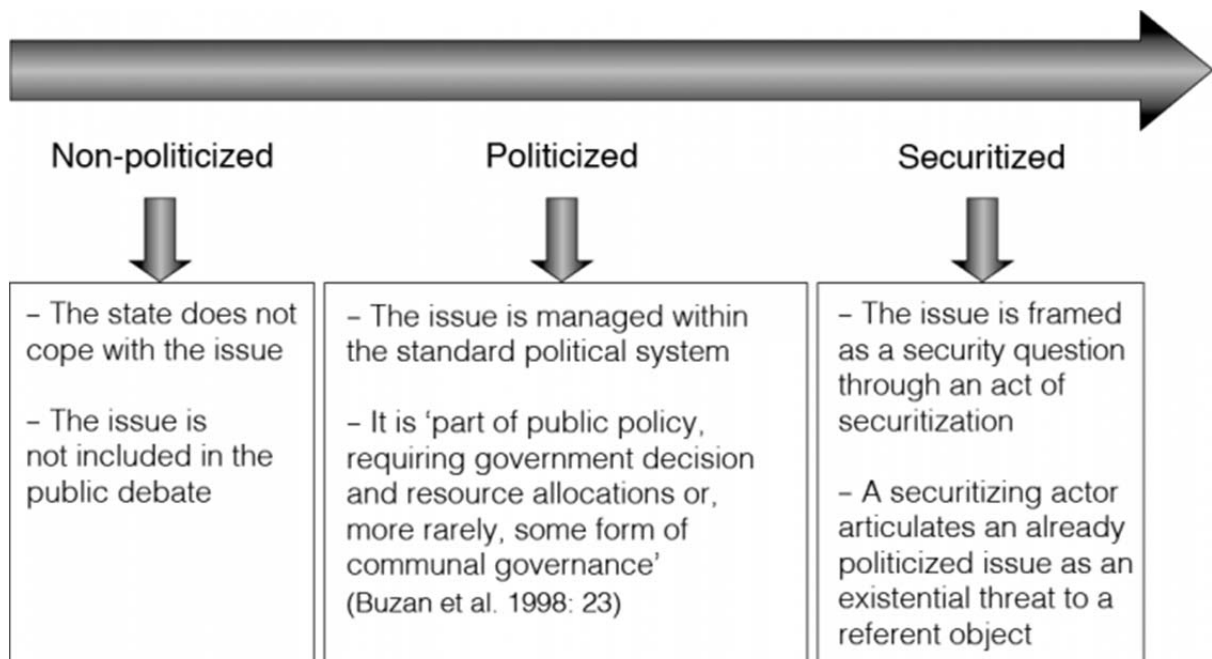 Non-politicized
Politicized
Securitized
– The state does not
cope with the issue
– The issue is
not included in the
public debate
– The issue is managed within
the standard political system
– It is ‘part of public policy,
requiring government decision
and resource allocations or,
more rarely, some form of
communal governance’
(Buzan et al. 1998: 23)
– The issue is framed
as a security question
through an act of
securitization
– A securitizing actor
articulates an already
politicized issue as an
existential threat to a
referent object